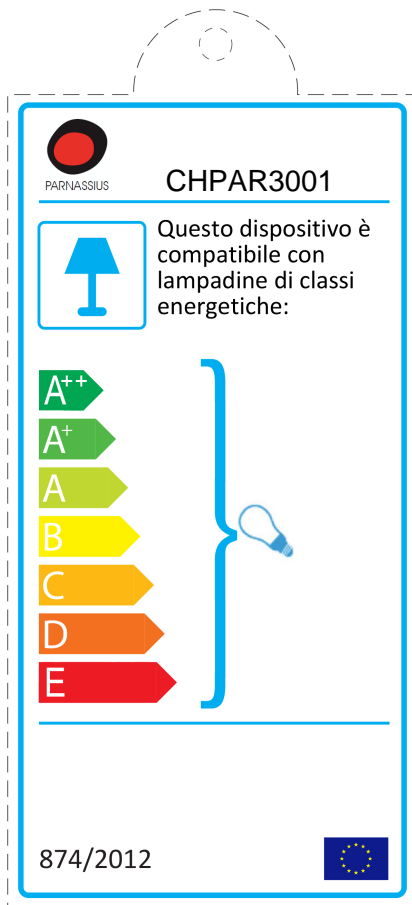 PARNASSIUS
CHPAR3001
Questo dispositivo è
compatibile con
lampadine di classi
energetiche:
A++
A+
A
B
C
D
E
874/2012